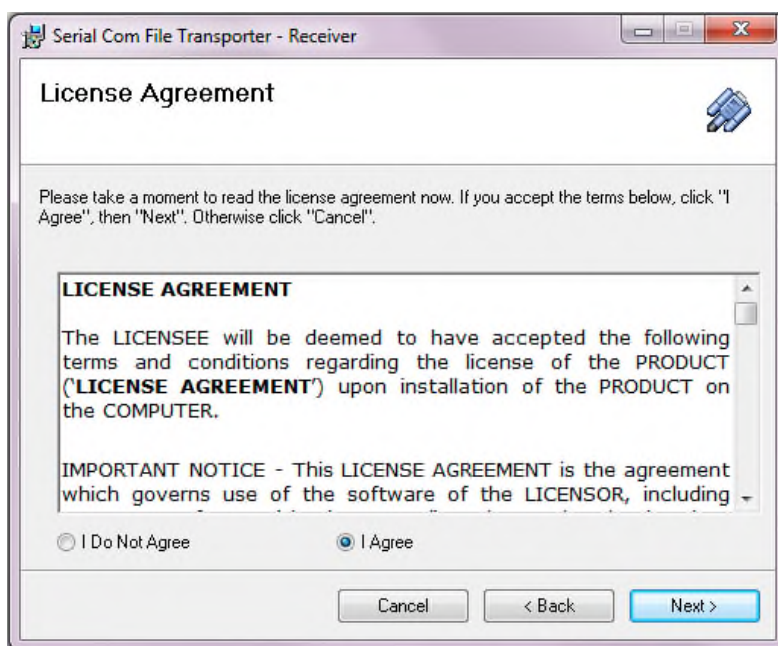 Serial Com File Transporter - Receiver
License Agreement
Please take a moment to read the license agreement now. If you accept the terms below, click "I
Agree", then "Next". Otherwise click "Cancel".
LICENSE AGREEMENT
The LICENSEE will be deemed to have accepted the following
terms and conditions regarding the license of the PRODUCT
('LICENSE AGREEMENT') upon installation of the PRODUCT on
the COMPUTER.
IMPORTANT NOTICE - This LICENSE AGREEMENT is the agreement
which governs use of the software of the LICENSOR, including
I Do Not Agree
I Agree
Cancel
< Back
Next >